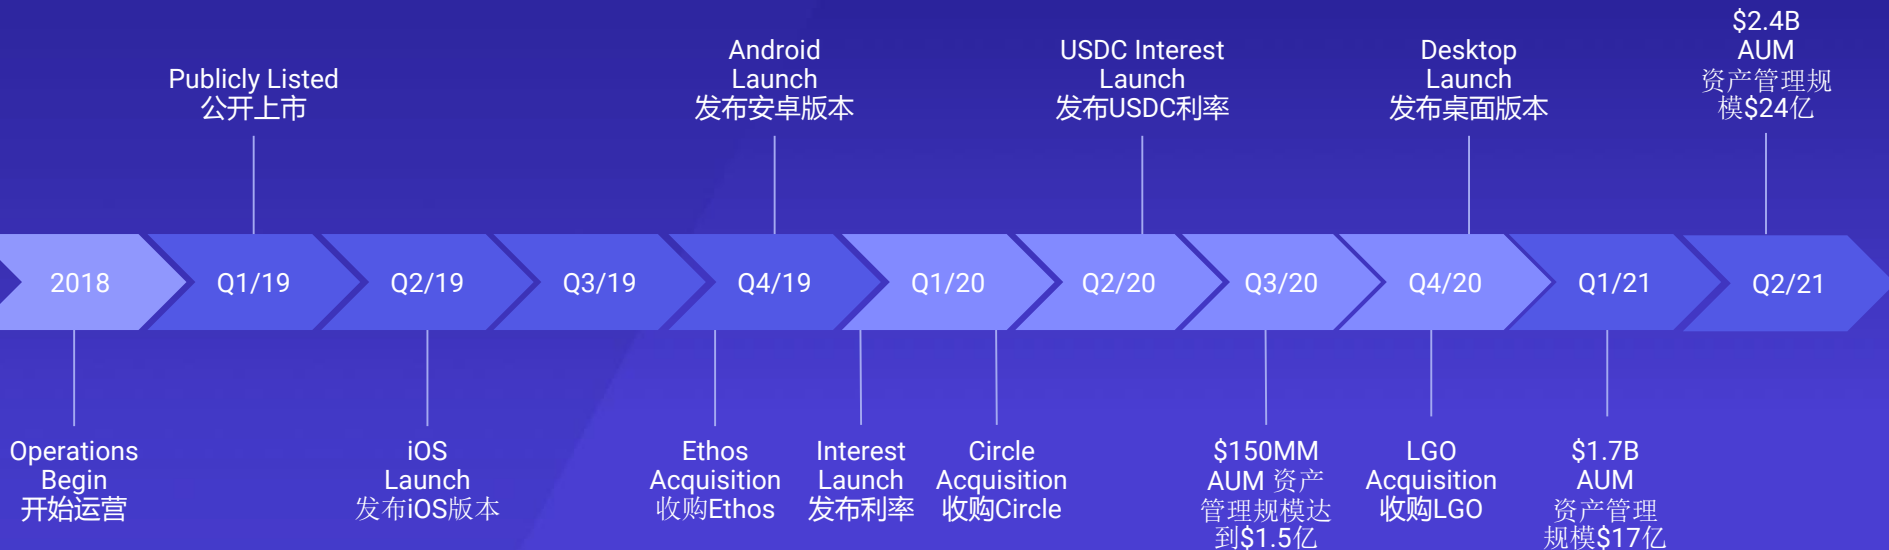 Publicly Listed
公开上市
Android
Launch
发布安卓版本
USDC Interest
Launch
发布USDC利率
Desktop
Launch
发布桌面版本
$2.4B
AUM
资产管理规
模$24亿
2018
Q1/19
Q2/19
Q3/19
Q4/19
Q1/20
Q2/20
Q3/20
Q4/20
Q1/21
Q2/21
Operations
Begin
开始运营
iOS
Launch
发布iOS版本
Ethos
Acquisition
收购Ethos
Interest
Launch
发布利率
Circle
Acquisition
收购Circle
$150MM
AUM 资产
管理规模达
到$1.5亿
LGO
Acquisition
收购LGO
$1.7B
AUM
资产管理
规模$17亿